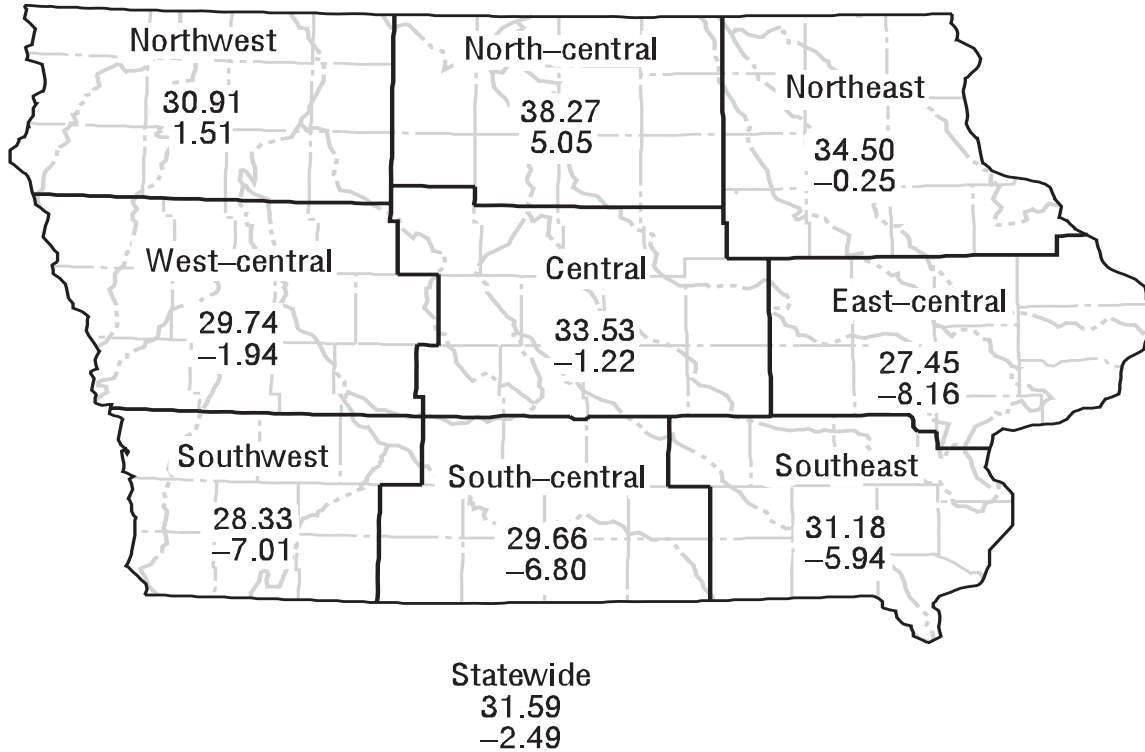 Northwest
30.91
1.51
North–central
38.27
5.05
Northeast
34.50
–0.25
West–central
29.74
–1.94
Central
33.53
–1.22
East–central
27.45
–8.16
Southwest
28.33
–7.01
South–central
29.66
–6.80
Southeast
31.18
–5.94
Statewide
31.59
–2.49